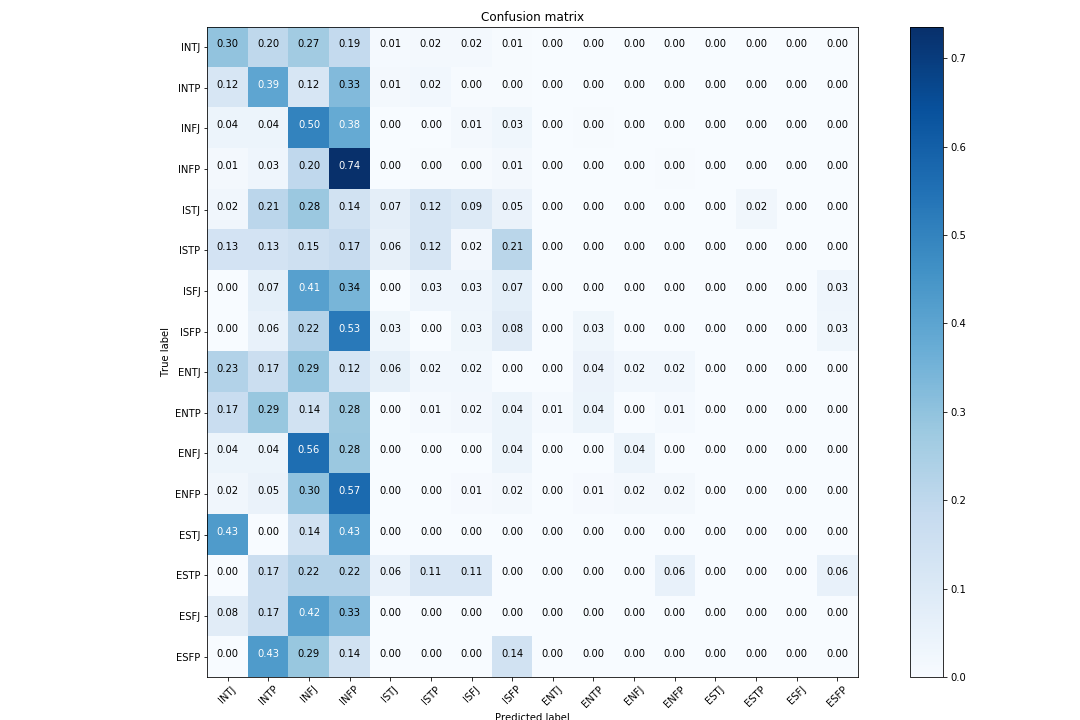 Confusion matrix
INTJ 0.30 0.20 0.27 0.19 0.01 0.02 0.02 0.01 0.00 0.00 0.00 0.00 0.00 0.00 0.00 0.00
INTP 0.12 0.39 0.12 0.33 0.01 0.02 0.00 0.00 0.00 0.00 0.00 0.00 0.00 0.00 0.00 0.00
INFJ 0.04 0.04 0.50 0.38 0.00 0.00 0.01 0.03 0.00 0.00 0.00 0.00 0.00 0.00 0.00 0.00
INFP 0.01 0.03 0.20 0.74 0.00 0.00 0.00 0.01 0.00 0.00 0.00 0.00 0.00 0.00 0.00 0.00
ISTJ 0.02 0.21 0.28 0.14 0.07 0.12 0.09 0.05 0.00 0.00 0.00 0.00 0.00 0.02 0.00 0.00
ISTP 0.13 0.13 0.15 0.17 0.06 0.12 0.02 0.21 0.00 0.00 0.00 0.00 0.00 0.00 0.00 0.00
ISFJ 0.00 0.07 0.41 0.34 0.00 0.03 0.03 0.07 0.00 0.00 0.00 0.00 0.00 0.00 0.00 0.03
ISFP 0.00 0.06 0.22 0.53 0.03 0.00 0.03 0.08 0.00 0.03 0.00 0.00 0.00 0.00 0.00 0.03
ENTJ 0.23 0.17 0.29 0.12 0.06 0.02 0.02 0.00 0.00 0.04 0.02 0.02 0.00 0.00 0.00 0.00
ENTP 0.17 0.29 0.14 0.28 0.00 0.01 0.02 0.04 0.01 0.04 0.00 0.01 0.00 0.00 0.00 0.00
ENFJ 0.04 0.04 0.56 0.28 0.00 0.00 0.00 0.04 0.00 0.00 0.04 0.00 0.00 0.00 0.00 0.00
ENFP 0.02 0.05 0.30 0.57 0.00 0.00 0.01 0.02 0.00 0.01 0.02 0.02 0.00 0.00 0.00 0.00
ESTJ 0.43 0.00 0.14 0.43 0.00 0.00 0.00 0.00 0.00 0.00 0.00 0.00 0.00 0.00 0.00 0.00
ESTP 0.00 0.17 0.22 0.22 0.06 0.11 0.11 0.00 0.00 0.00 0.00 0.06 0.00 0.00 0.00 0.06
ESFJ 0.08 0.17 0.42 0.33 0.00 0.00 0.00 0.00 0.00 0.00 0.00 0.00 0.00 0.00 0.00 0.00
ESFP 0.00 0.43 0.29 0.14 0.00 0.00 0.00 0.14 0.00 0.00 0.00 0.00 0.00 0.00 0.00 0.00
INTJ INTP INFJ INFP ISTJ ISTP ISFJ ISFP ENTJ ENTP ENFJ ENFP ESTJ ESTP ESFJ ESFP
Predicted label
True label
0.7
0.6
0.5
0.4
0.3
0.2
0.1
0.0